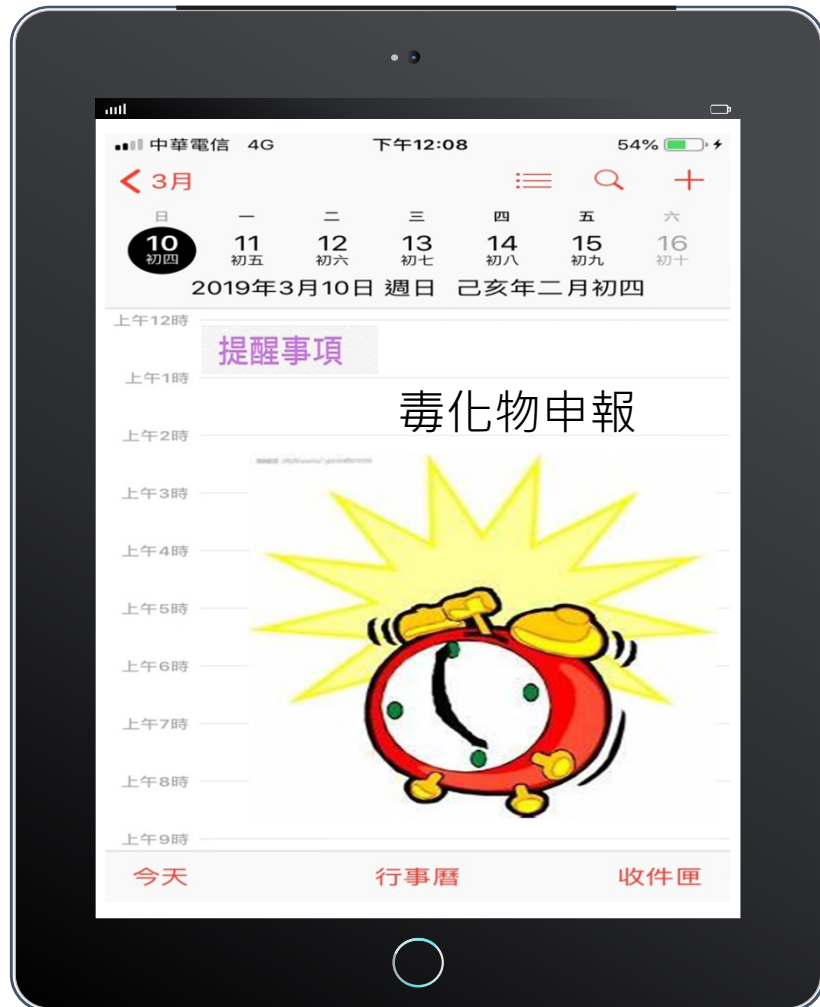 中華電信 4G 下午12:08 54%
3月
日 一 二 三 四 五 六
10 11 12 13 14 15 16
初四 初五 初六 初七 初八 初九 初十
2019年3月10日 週日 己亥年二月初四
上午12時
提醒事項
上午1時
毒化物申報
上午2時
上午3時
上午4時
上午5時
上午6時
上午7時
上午8時
上午9時
今天 行事曆 收件匣